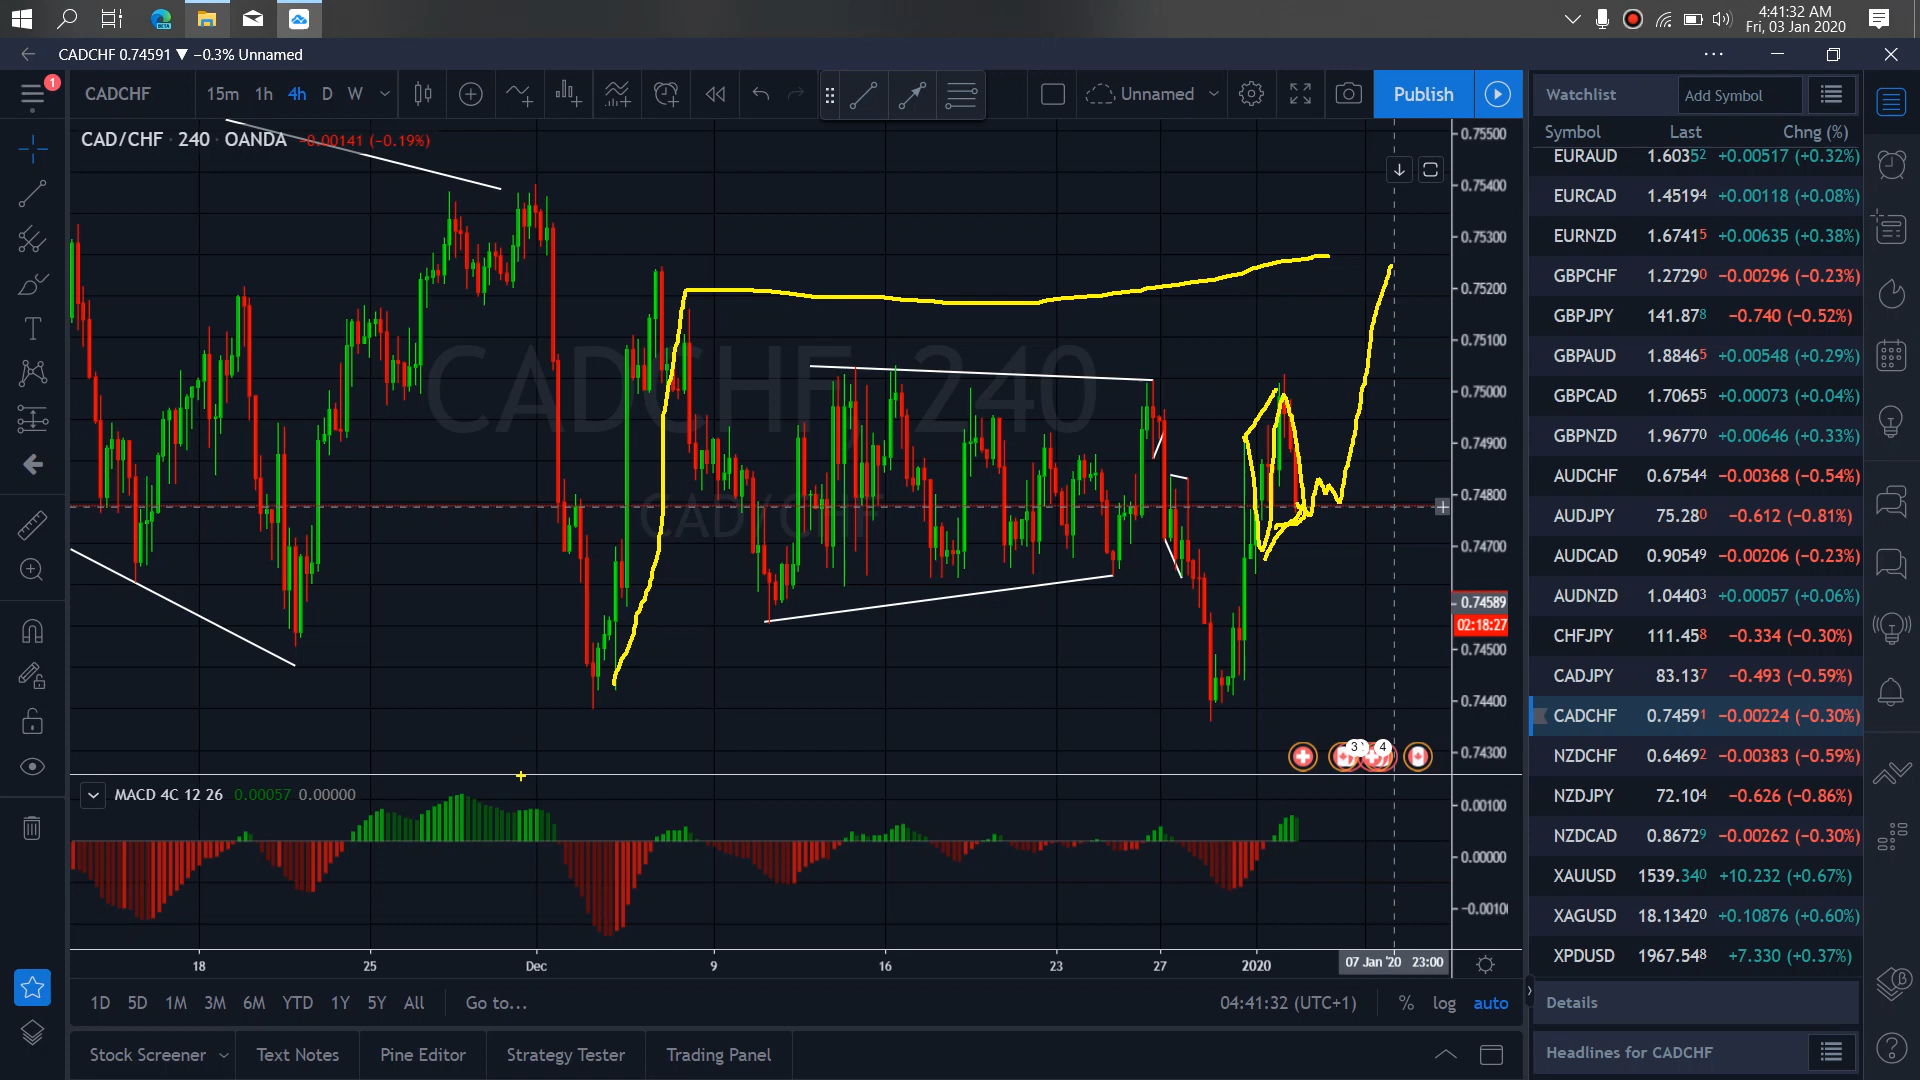 4:41:32 AM
Fri, 03 Jan 2020
CADCHF 0.74591 ▼ −0.3% Unnamed
1
CADCHF 15m 1h 4h D W
Unnamed
Publish
CAD/CHF · 240 · OANDA −0.00141 (−0.19%)
CADCHF, 240
CAD/CHF
0.75500
0.75400
0.75300
0.75200
0.75100
0.75000
0.74900
0.74800
0.74700
0.74589
02:18:27
0.74500
0.74400
0.74300
3 4
MACD 4C 12 26 0.00057 0.00000
0.00100
0.00000
18 25 Dec 9 16 23 27 2020 07 Jan '20 23:00
1D 5D 1M 3M 6M YTD 1Y 5Y All Go to...
04:41:32 (UTC+1) % log auto
Stock Screener Text Notes Pine Editor Strategy Tester Trading Panel
Watchlist Add Symbol
Symbol Last Chng (%)
EURAUD 1.60352 +0.00517 (+0.32%)
EURCAD 1.45194 +0.00118 (+0.08%)
EURNZD 1.67415 +0.00635 (+0.38%)
GBPCHF 1.27290 −0.00296 (−0.23%)
GBPJPY 141.878 −0.740 (−0.52%)
GBPAUD 1.88465 +0.00548 (+0.29%)
GBPCAD 1.70655 +0.00073 (+0.04%)
GBPNZD 1.96770 +0.00646 (+0.33%)
AUDCHF 0.67544 −0.00368 (−0.54%)
AUDJPY 75.280 −0.612 (−0.81%)
AUDCAD 0.90549 −0.00206 (−0.23%)
AUDNZD 1.04403 +0.00057 (+0.06%)
CHFJPY 111.458 −0.334 (−0.30%)
CADJPY 83.137 −0.493 (−0.59%)
CADCHF 0.74591 −0.00224 (−0.30%)
NZDCHF 0.64692 −0.00383 (−0.59%)
NZDJPY 72.104 −0.626 (−0.86%)
NZDCAD 0.86729 −0.00262 (−0.30%)
XAUUSD 1539.340 +10.232 (+0.67%)
XAGUSD 18.13420 +0.10876 (+0.60%)
XPDUSD 1967.548 +7.330 (+0.37%)
Details
Headlines for CADCHF